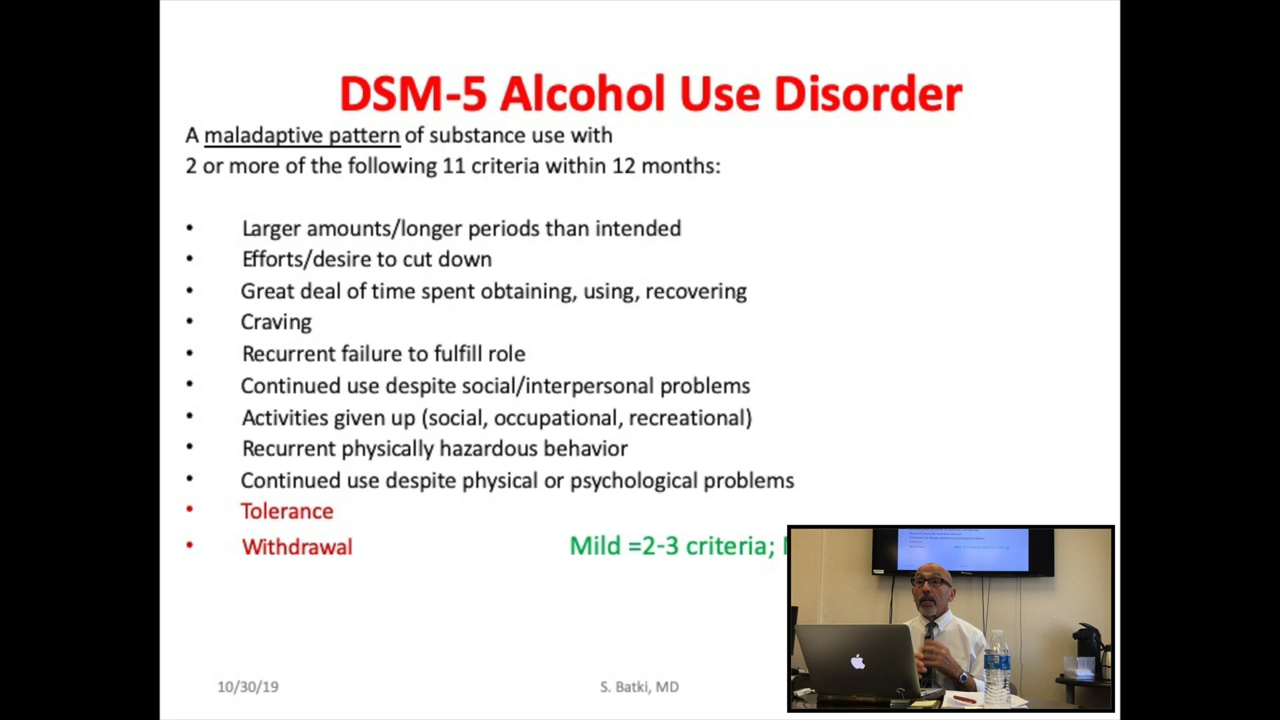 DSM-5 Alcohol Use Disorder
A maladaptive pattern of substance use with
2 or more of the following 11 criteria within 12 months:
• Larger amounts/longer periods than intended
• Efforts/desire to cut down
• Great deal of time spent obtaining, using, recovering
• Craving
• Recurrent failure to fulfill role
• Continued use despite social/interpersonal problems
• Activities given up (social, occupational, recreational)
• Recurrent physically hazardous behavior
• Continued use despite physical or psychological problems
• Tolerance
• Withdrawal
Mild =2-3 criteria;
10/30/19
S. Batki, MD